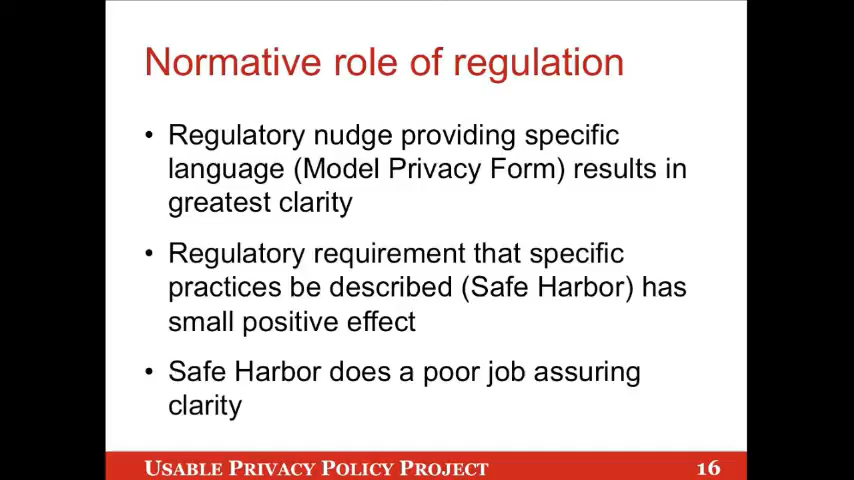 Normative role of regulation
• Regulatory nudge providing specific
language (Model Privacy Form) results in
greatest clarity
• Regulatory requirement that specific
practices be described (Safe Harbor) has
small positive effect
• Safe Harbor does a poor job assuring
clarity
USABLE PRIVACY POLICY PROJECT 16